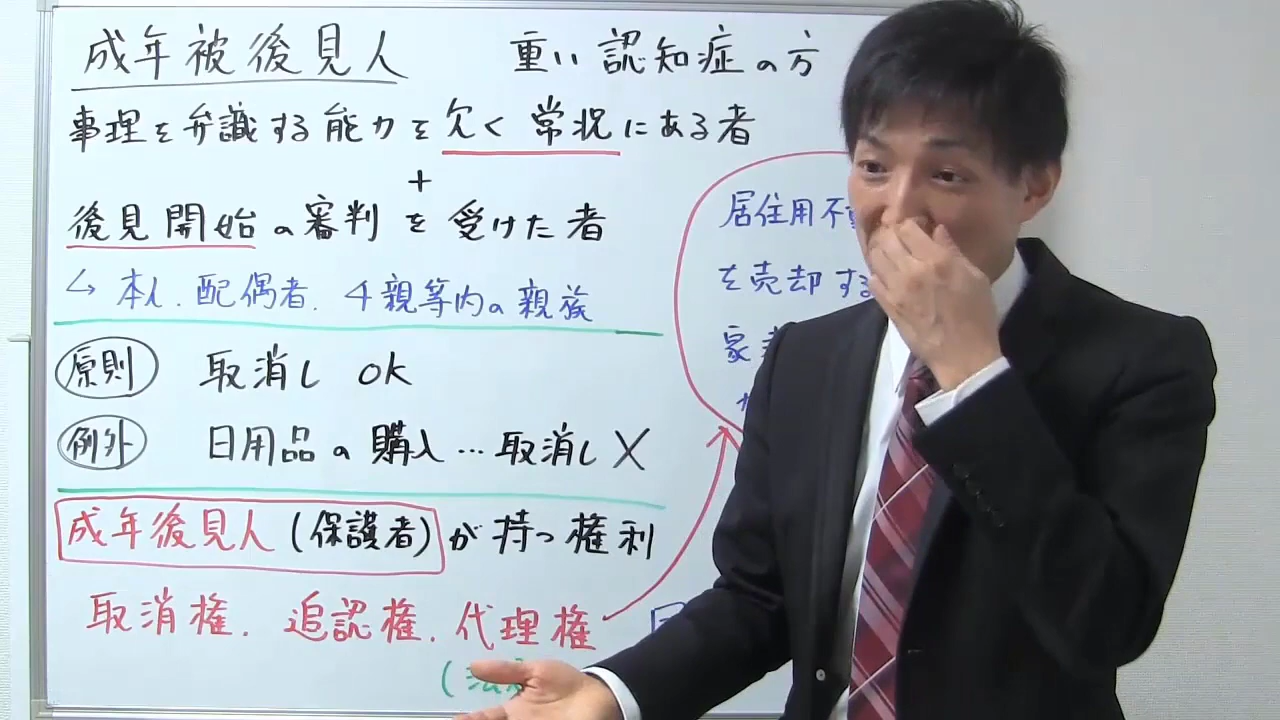 成年被後見人 重い認知症の方
事理を弁識する能力を欠く常況にある者
+
後見開始の審判を受けた者
↳ 本人、配偶者、4親等内の親族
原則 取消し OK
例外 日用品の購入…取消し X
成年後見人(保護者)が持つ権利
取消権、追認権、代理権
居住用不
を売却する